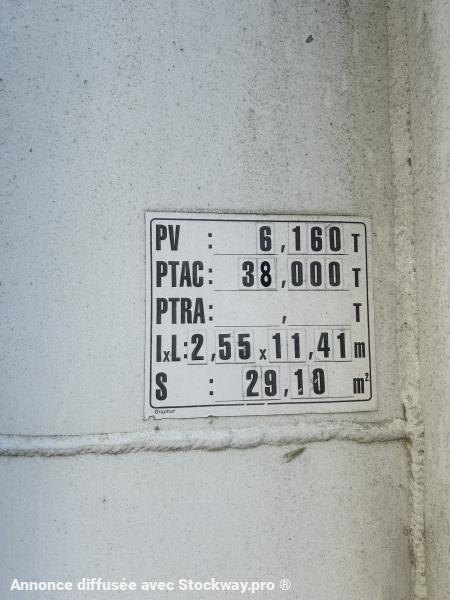 PV : 6,160 T
PTAC: 38,000 T
PTRA: , T
lxL:2,55 x 11,41 m
S : 29,10 m²
Graphor
Annonce diffusée avec Stockway.pro ®